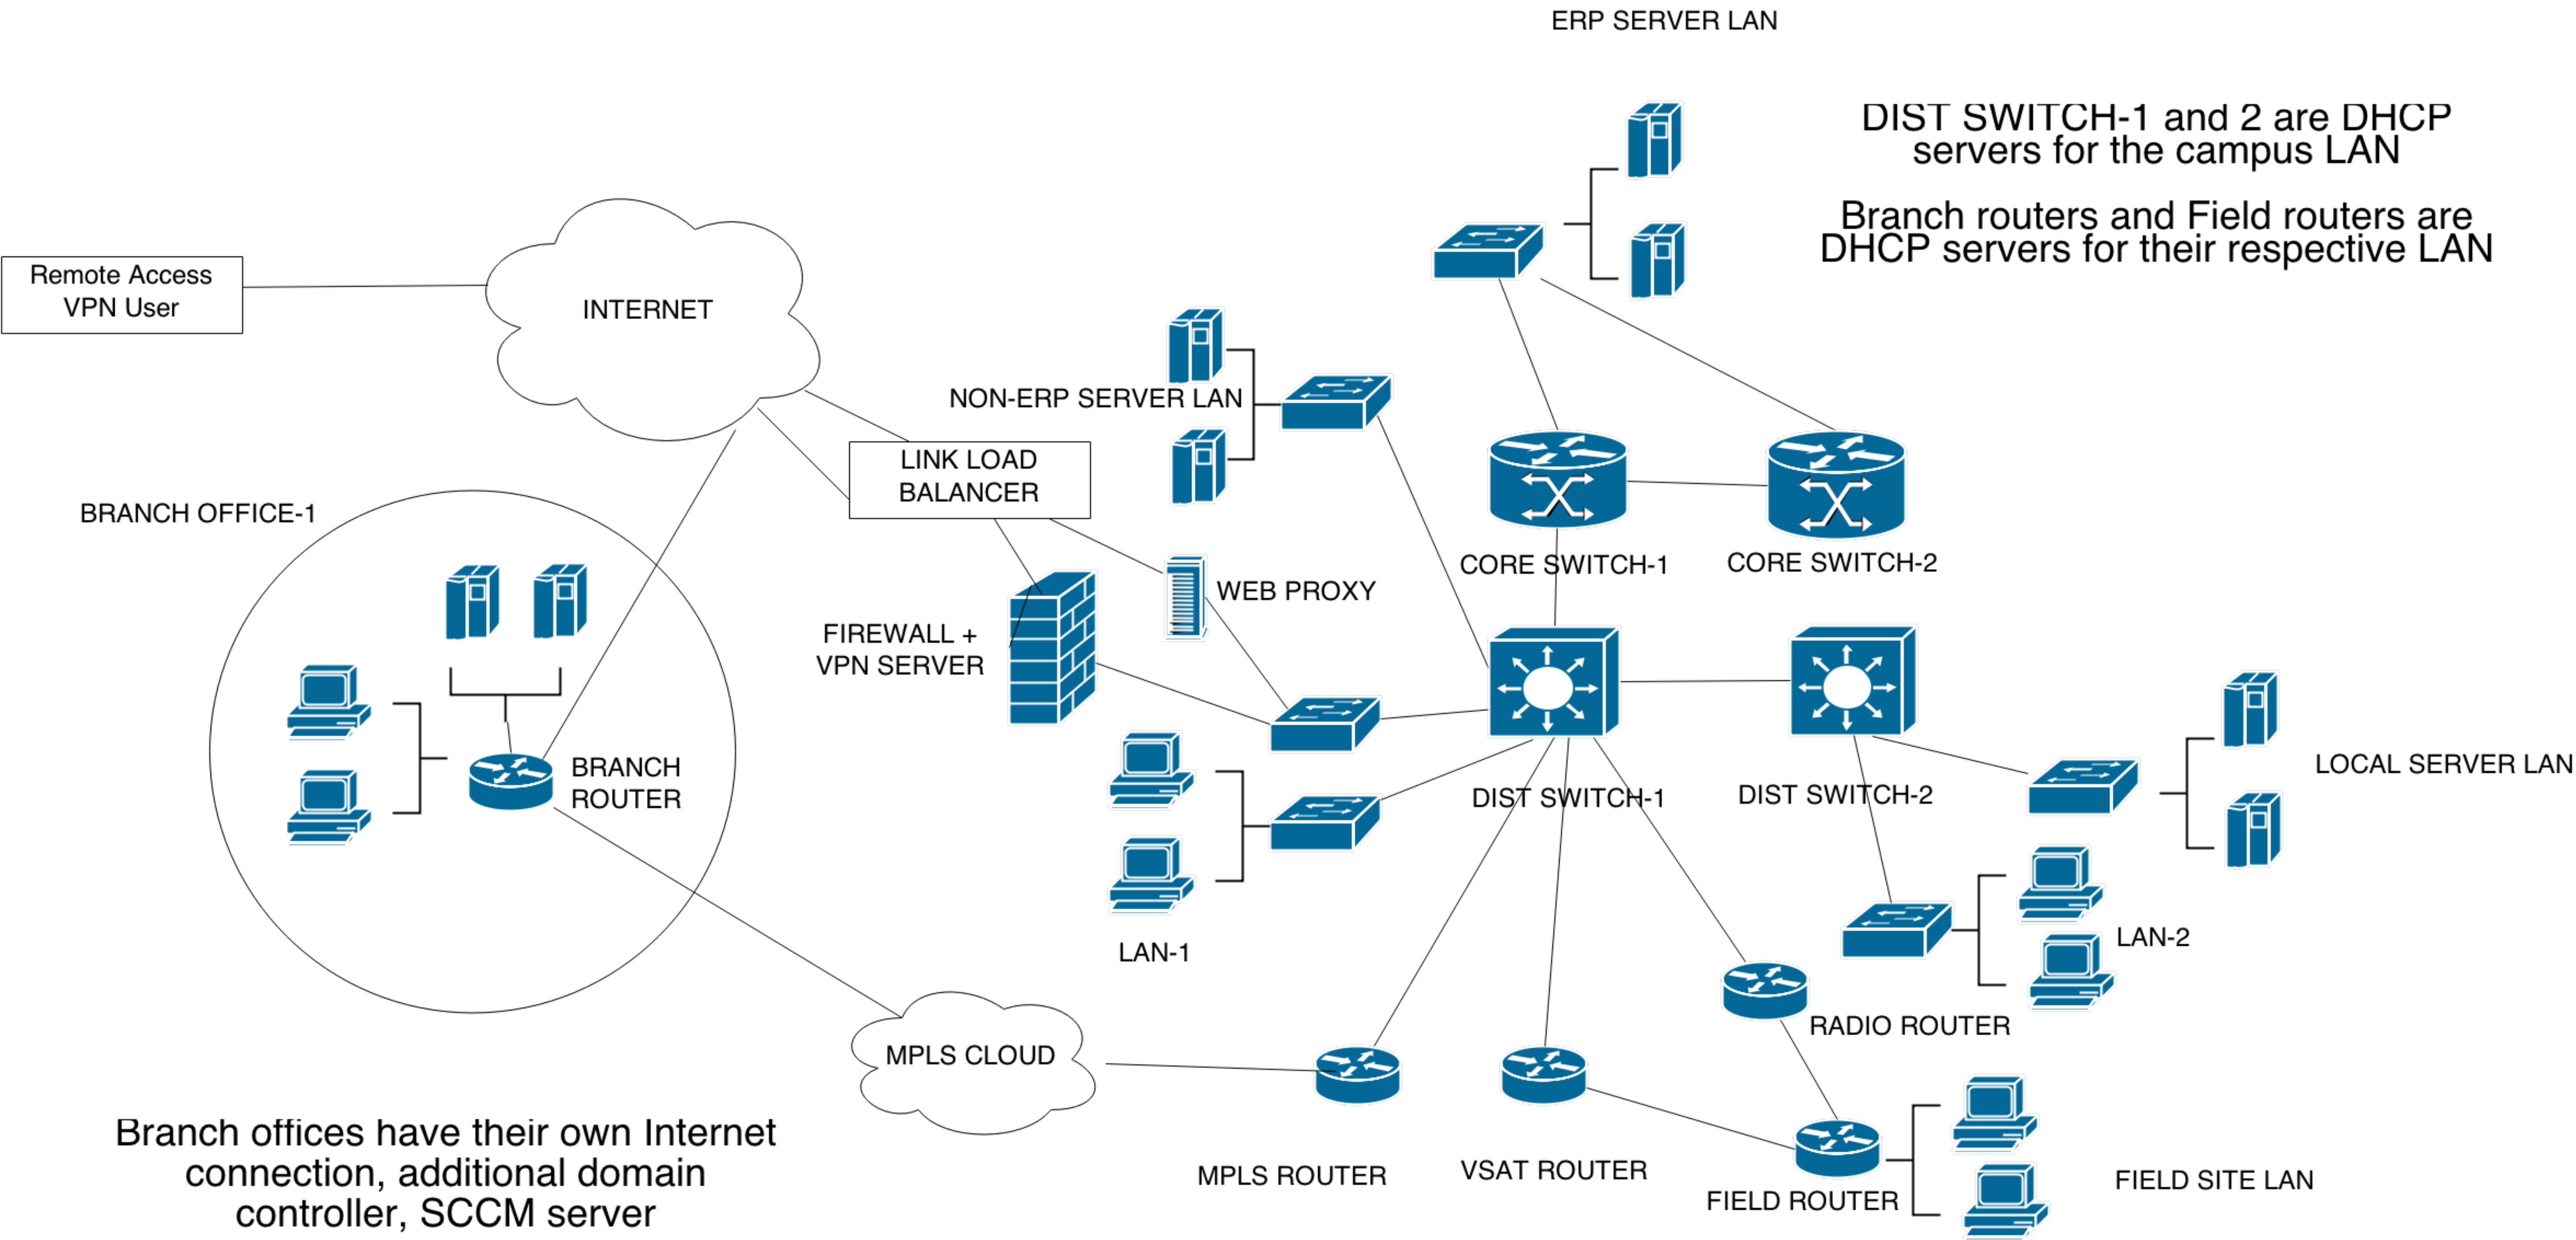 ERP SERVER LAN
DIST SWITCH-1 and 2 are DHCP
servers for the campus LAN
Branch routers and Field routers are
DHCP servers for their respective LAN
Remote Access
VPN User
INTERNET
NON-ERP SERVER LAN
LINK LOAD
BALANCER
BRANCH OFFICE-1
CORE SWITCH-1
CORE SWITCH-2
WEB PROXY
FIREWALL +
VPN SERVER
BRANCH
ROUTER
DIST SWITCH-1
DIST SWITCH-2
LOCAL SERVER LAN
LAN-1
LAN-2
RADIO ROUTER
MPLS CLOUD
MPLS ROUTER
VSAT ROUTER
FIELD ROUTER
FIELD SITE LAN
Branch offices have their own Internet
connection, additional domain
controller, SCCM server